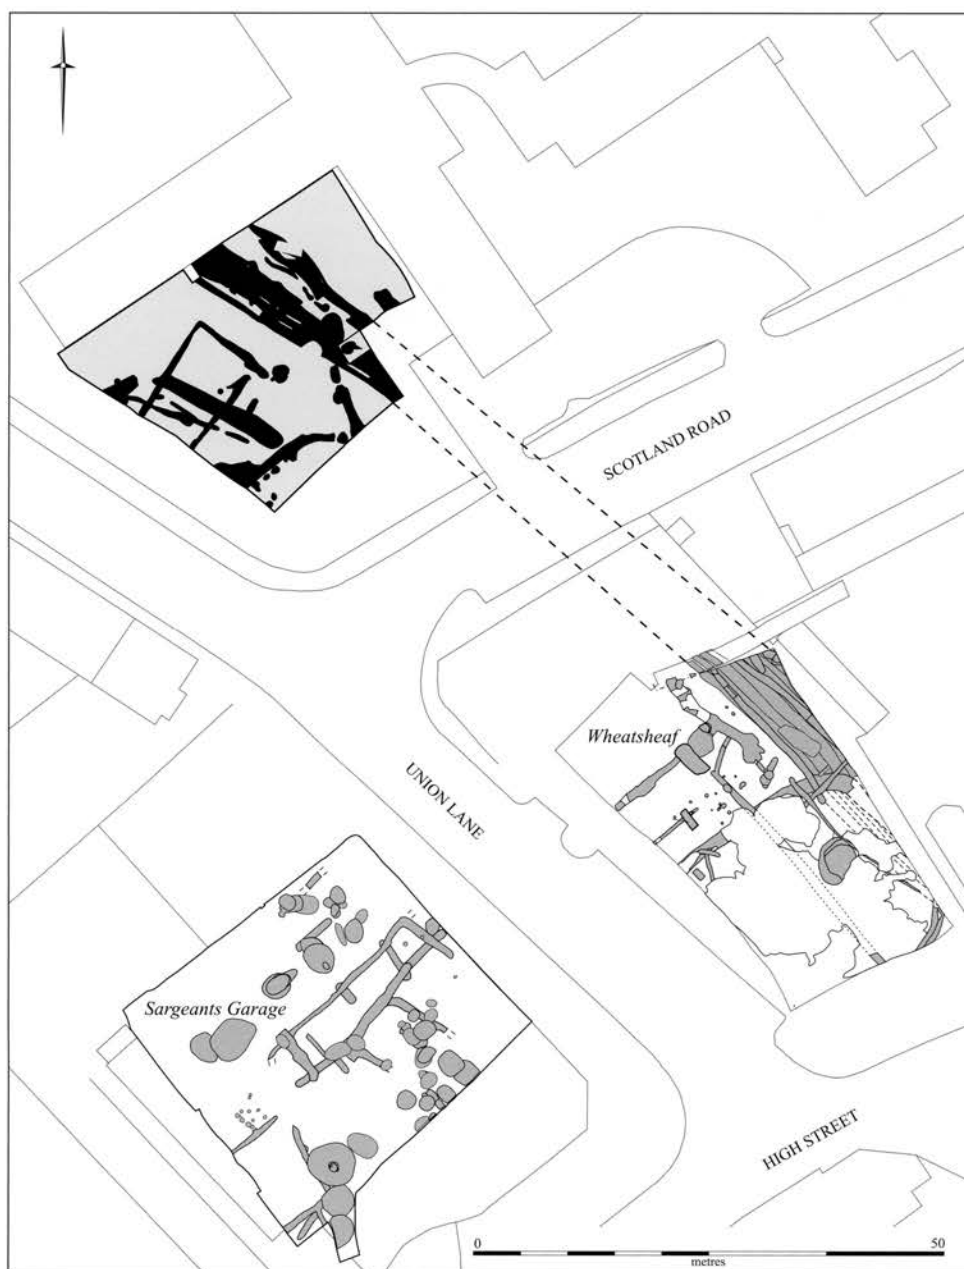 SCOTLAND ROAD
Wheatsheaf
UNION LANE
Sargeants Garage
HIGH STREET
0 50
metres